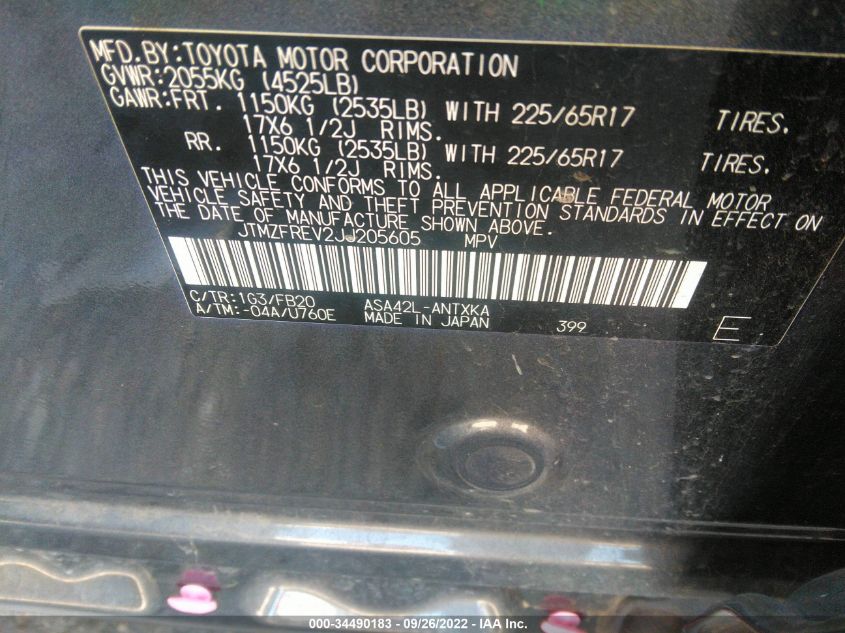 MFD.BY:TOYOTA MOTOR CORPORATION
GVWR:2055KG (4525LB)
GAWR:FRT. 1150KG (2535LB) WITH 225/65R17 TIRES.
17X6 1/2J RIMS.
RR. 1150KG (2535LB) WITH 225/65R17 TIRES.
17X6 1/2J RIMS.
THIS VEHICLE CONFORMS TO ALL APPLICABLE FEDERAL MOTOR
VEHICLE SAFETY AND THEFT PREVENTION STANDARDS IN EFFECT ON
THE DATE OF MANUFACTURE SHOWN ABOVE.
JTMZFREV2JJ205605 MPV
C/TR:1G3/FB20 ASA42L-ANTXKA
A/TM:-04A/U760E MADE IN JAPAN 399 E
000-34490183 - 09/26/2022 - IAA Inc.